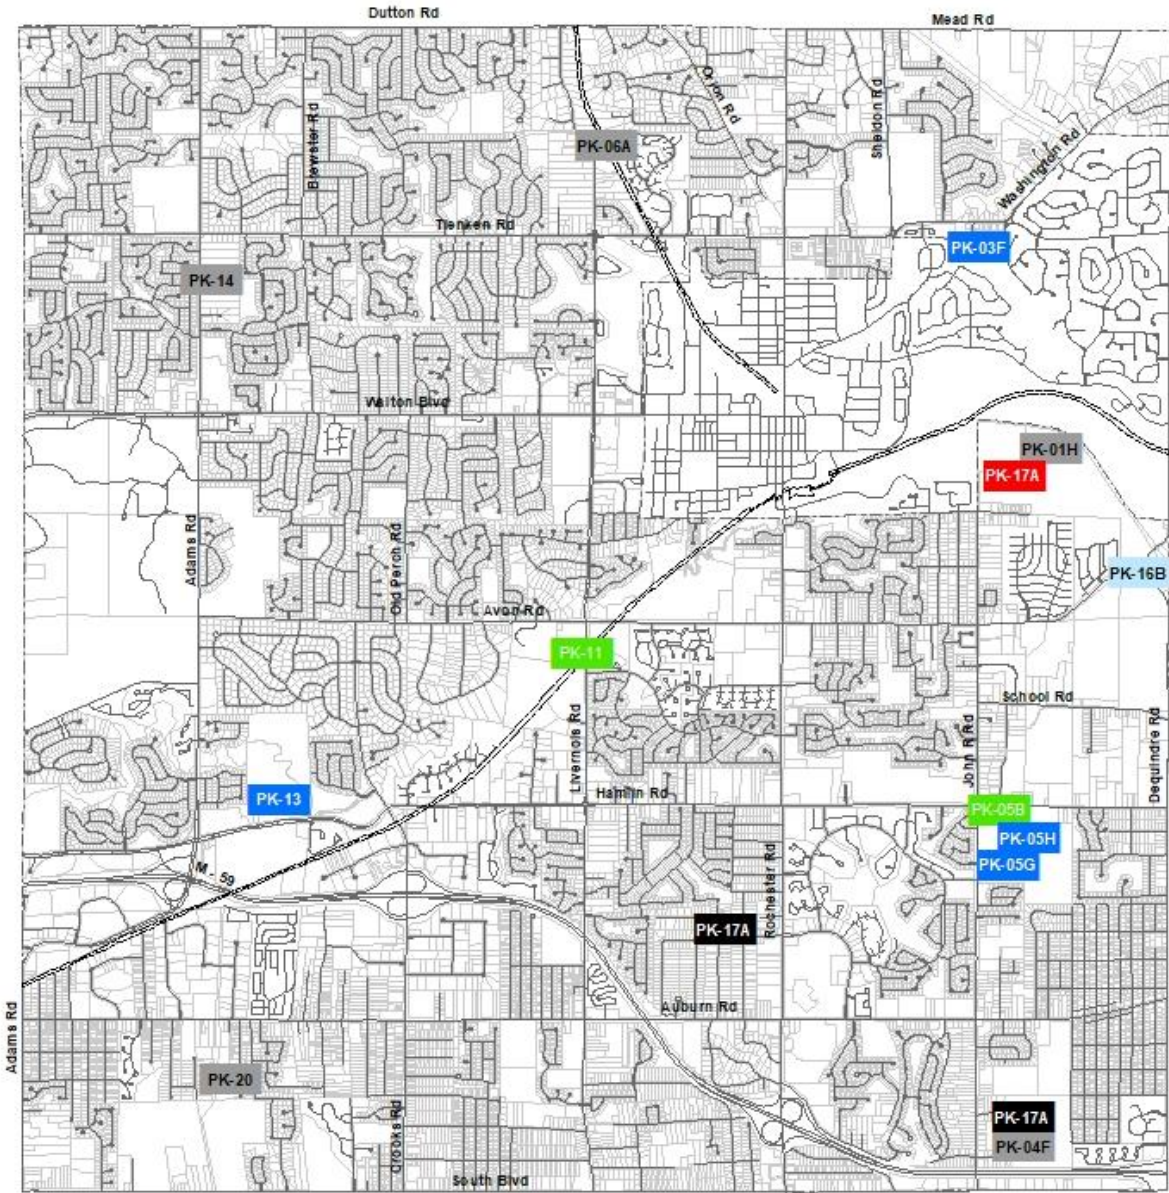 Dutton Rd
Mead Rd
Orion Rd
Sheldon Rd
Brewster Rd
PK-06A
Washington Rd
Tienken Rd
PK-03F
PK-14
Walton Blvd
PK-01H
PK-17A
Adams Rd
Old Perch Rd
PK-16B
Avon Rd
PK-11
School Rd
Livernois Rd
John R Rd
Dequindre Rd
PK-13
Hamlin Rd
PK-05B
PK-05H
PK-05G
M - 59
Rochester Rd
PK-17A
Auburn Rd
Adams Rd
PK-20
Crooks Rd
PK-17A
PK-04F
South Blvd